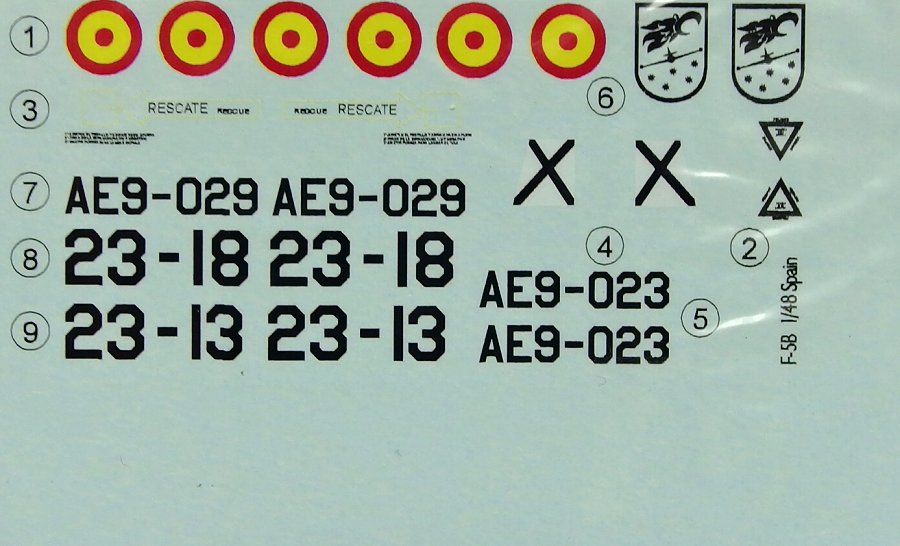 1
3 RESCATE RESCUE RESCUE RESCATE
6
7 AE9-029 AE9-029
8 23-18 23-18
9 23-13 23-13
X X
4
2
AE9-023
AE9-023
5
F-5B 1/48 Spain